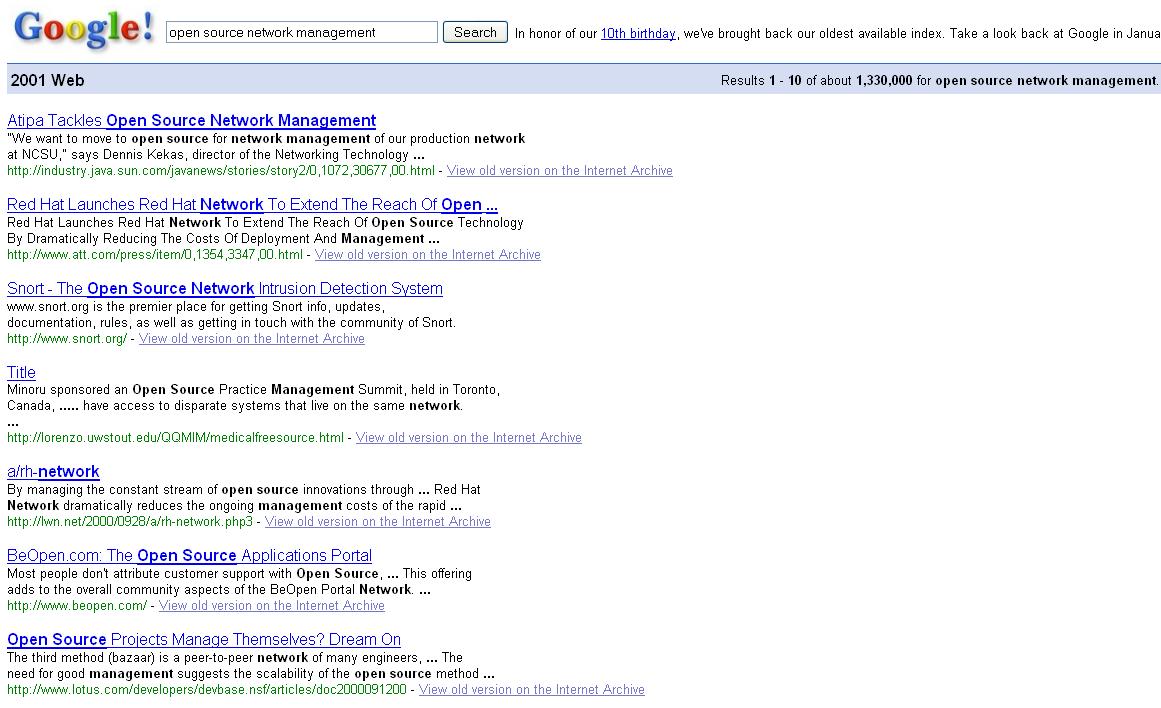 Google!
open source network management
Search
In honor of our 10th birthday, we've brought back our oldest available index. Take a look back at Google in Janua
2001 Web
Results 1 - 10 of about 1,330,000 for open source network management.
Atipa Tackles Open Source Network Management
"We want to move to open source for network management of our production network
at NCSU," says Dennis Kekas, director of the Networking Technology ...
http://industry.java.sun.com/javanews/stories/story2/0,1072,30677,00.html - View old version on the Internet Archive
Red Hat Launches Red Hat Network To Extend The Reach Of Open ...
Red Hat Launches Red Hat Network To Extend The Reach Of Open Source Technology
By Dramatically Reducing The Costs Of Deployment And Management ...
http://www.att.com/press/item/0,1354,3347,00.html - View old version on the Internet Archive
Snort - The Open Source Network Intrusion Detection System
www.snort.org is the premier place for getting Snort info, updates,
documentation, rules, as well as getting in touch with the community of Snort.
http://www.snort.org/ - View old version on the Internet Archive
Title
Minoru sponsored an Open Source Practice Management Summit, held in Toronto,
Canada, ..... have access to disparate systems that live on the same network.
...
http://lorenzo.uwstout.edu/QQMIM/medicalfreesource.html - View old version on the Internet Archive
a/rh-network
By managing the constant stream of open source innovations through ... Red Hat
Network dramatically reduces the ongoing management costs of the rapid ...
http://lwn.net/2000/0928/a/rh-network.php3 - View old version on the Internet Archive
BeOpen.com: The Open Source Applications Portal
Most people don't attribute customer support with Open Source, ... This offering
adds to the overall community aspects of the BeOpen Portal Network. ...
http://www.beopen.com/ - View old version on the Internet Archive
Open Source Projects Manage Themselves? Dream On
The third method (bazaar) is a peer-to-peer network of many engineers, ... The
need for good management suggests the scalability of the open source method ...
http://www.lotus.com/developers/devbase.nsf/articles/doc2000091200 - View old version on the Internet Archive